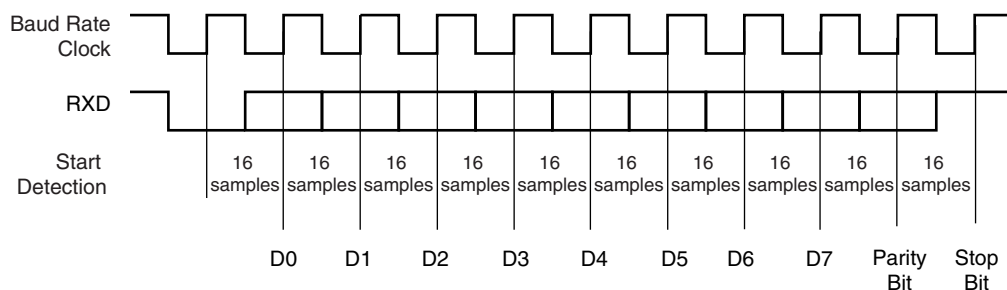 Baud Rate
Clock
RXD
Start
Detection
16 16 16 16 16 16 16 16 16 16
samples samples samples samples samples samples samples samples samples samples
D0 D1 D2 D3 D4 D5 D6 D7 Parity Stop
Bit Bit